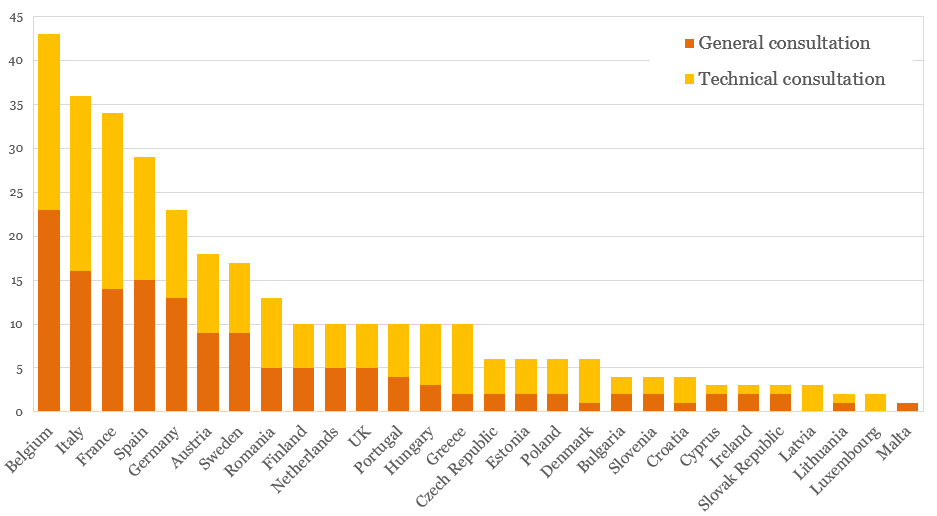 45
40
35
30
25
20
15
10
5
0
General consultation
Technical consultation
Belgium
Italy
France
Spain
Germany
Austria
Sweden
Romania
Finland
Netherlands
UK
Portugal
Hungary
Greece
Czech Republic
Estonia
Poland
Denmark
Bulgaria
Slovenia
Croatia
Cyprus
Ireland
Slovak Republic
Latvia
Lithuania
Luxembourg
Malta